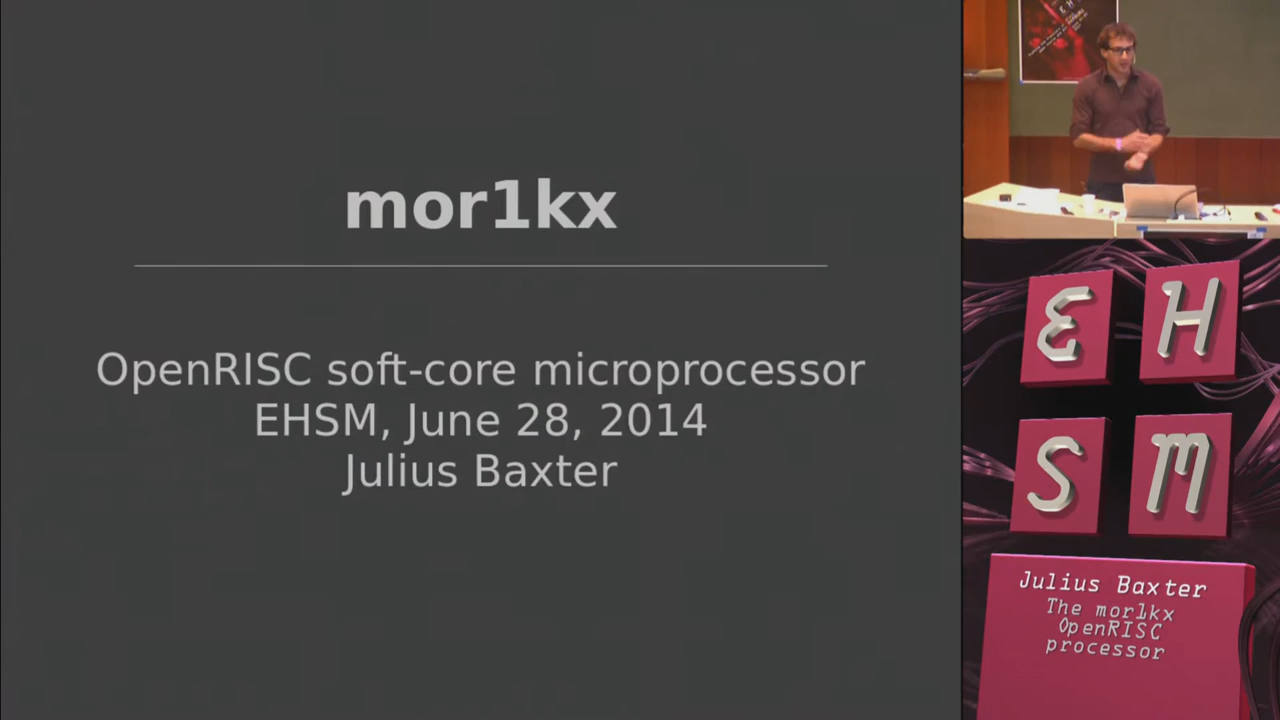 mor1kx
OpenRISC soft-core microprocessor
EHSM, June 28, 2014
Julius Baxter
E H
S M
Julius Baxter
The mor1kx
OpenRISC
processor